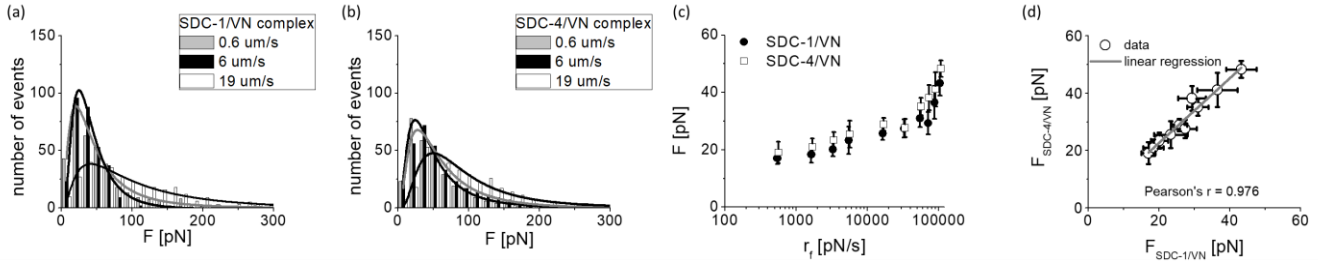 (a)
SDC-1/VN complex
0.6 um/s
6 um/s
19 um/s
number of events
150
100
50
0
0 100 200 300
F [pN]
(b)
SDC-4/VN complex
0.6 um/s
6 um/s
19 um/s
number of events
150
100
50
0
0 100 200 300
F [pN]
(c)
SDC-1/VN
SDC-4/VN
F [pN]
60
40
20
0
100 1000 10000 100000
r_f [pN/s]
(d)
data
linear regression
F_SDC-4/VN [pN]
60
40
20
0
Pearson's r = 0.976
0 20 40 60
F_SDC-1/VN [pN]